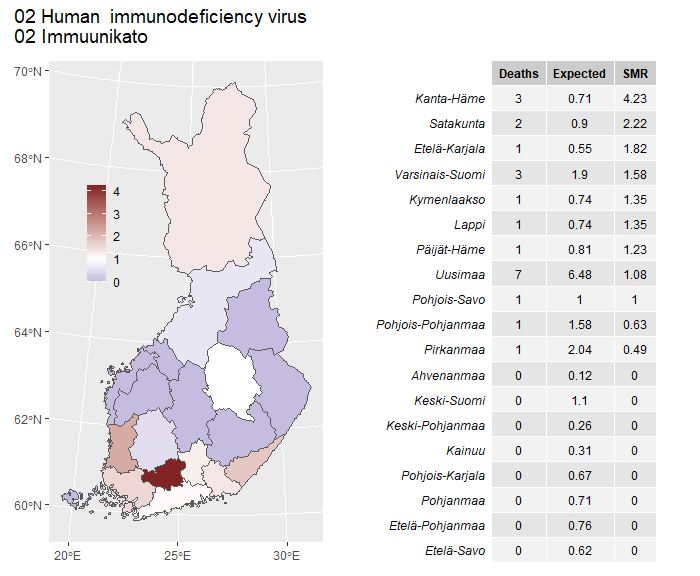 02 Human  immunodeficiency virus
02 Immuunikato
70°N
68°N
66°N
64°N
62°N
60°N
20°E 25°E 30°E
4
3
2
1
0
Deaths Expected SMR
Kanta-Häme 3 0.71 4.23
Satakunta 2 0.9 2.22
Etelä-Karjala 1 0.55 1.82
Varsinais-Suomi 3 1.9 1.58
Kymenlaakso 1 0.74 1.35
Lappi 1 0.74 1.35
Päijät-Häme 1 0.81 1.23
Uusimaa 7 6.48 1.08
Pohjois-Savo 1 1 1
Pohjois-Pohjanmaa 1 1.58 0.63
Pirkanmaa 1 2.04 0.49
Ahvenanmaa 0 0.12 0
Keski-Suomi 0 1.1 0
Keski-Pohjanmaa 0 0.26 0
Kainuu 0 0.31 0
Pohjois-Karjala 0 0.67 0
Pohjanmaa 0 0.71 0
Etelä-Pohjanmaa 0 0.76 0
Etelä-Savo 0 0.62 0